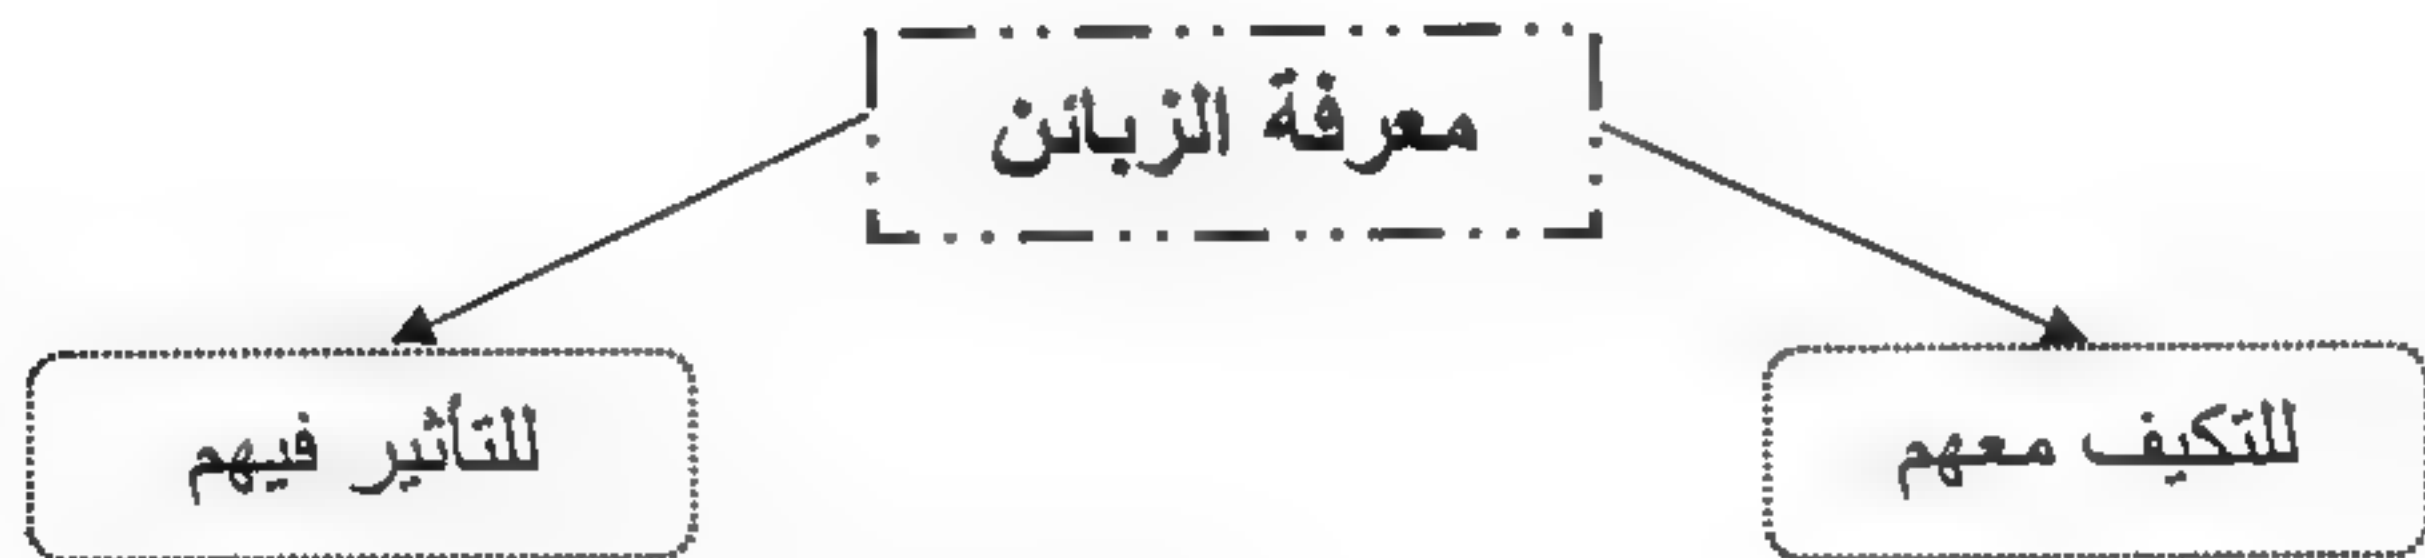 معرفة الزبائن
للتكيف معهم
للتأثير فيهم